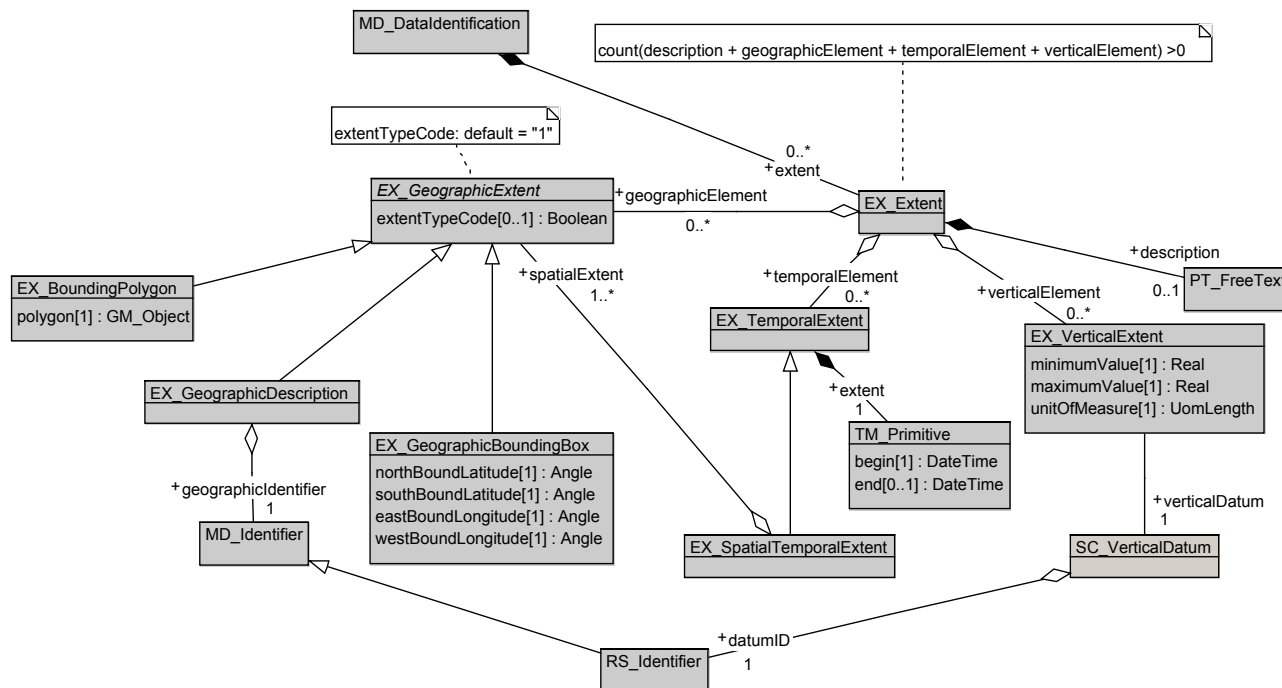 MD_DataIdentification
count(description + geographicElement + temporalElement + verticalElement) >0
extentTypeCode: default = "1"
0..*
+extent
EX_GeographicExtent
extentTypeCode[0..1] : Boolean
+geographicElement
0..*
EX_Extent
+description
0..1
PT_FreeText
+spatialExtent
1..*
+temporalElement
0..*
+verticalElement
0..*
EX_BoundingPolygon
polygon[1] : GM_Object
EX_TemporalExtent
EX_VerticalExtent
minimumValue[1] : Real
maximumValue[1] : Real
unitOfMeasure[1] : UomLength
EX_GeographicDescription
+extent
1
EX_GeographicBoundingBox
northBoundLatitude[1] : Angle
southBoundLatitude[1] : Angle
eastBoundLongitude[1] : Angle
westBoundLongitude[1] : Angle
TM_Primitive
begin[1] : DateTime
end[0..1] : DateTime
+geographicIdentifier
1
+verticalDatum
1
MD_Identifier
EX_SpatialTemporalExtent
SC_VerticalDatum
+datumID
1
RS_Identifier